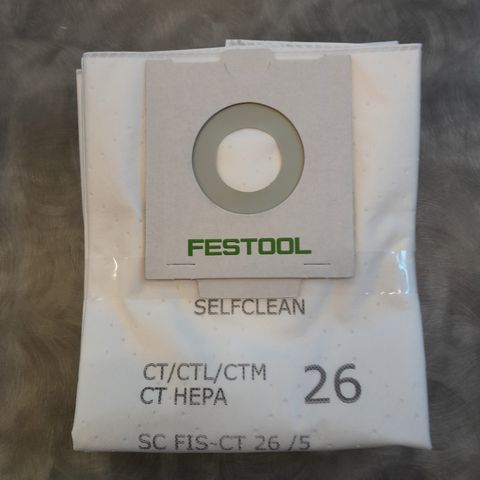 FESTOOL
SELFCLEAN
CT/CTL/CTM 26
CT HEPA
SC FIS-CT 26 /5